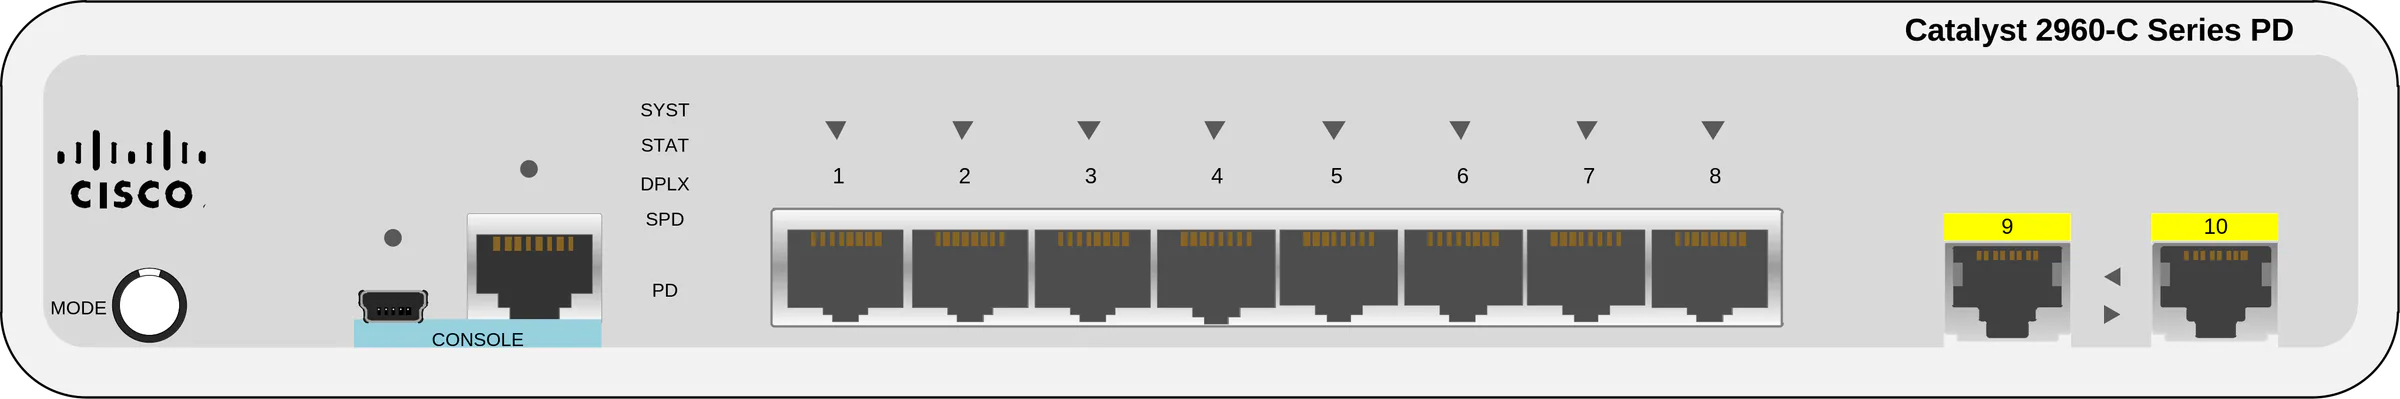 Catalyst 2960-C Series PD
CISCO
MODE
CONSOLE
SYST
STAT
DPLX
SPD
PD
1 2 3 4 5 6 7 8
9 10